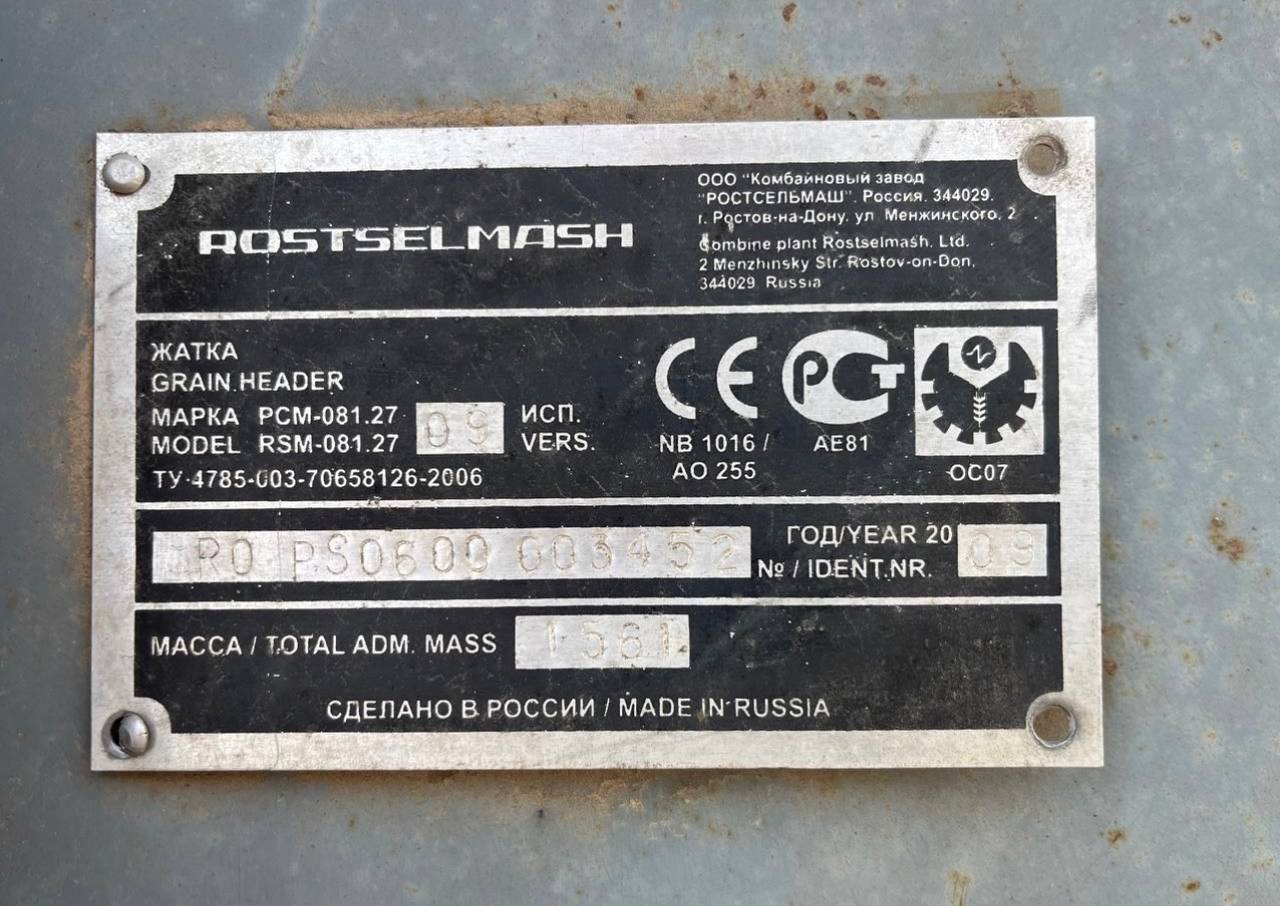 ROSTSELMASH
ООО "Комбайновый завод
"РОСТСЕЛЬМАШ". Россия. 344029.
г. Ростов-на-Дону. ул Менжинского. 2
Combine plant Rostselmash, Ltd.
2 Menzhinsky Str. Rostov-on-Don,
344029 Russia
ЖАТКА
GRAIN HEADER
МАРКА РСМ-081.27
MODEL RSM-081.27
09
ИСП.
VERS.
ТУ 4785-003-70658126-2006
CE
NB 1016 /
AO 255
РСТ
АЕ81
ОС07
RO PS0600 003452
ГОД/YEAR 20 09
№ / IDENT.NR.
МАССА / TOTAL ADM. MASS 1561
СДЕЛАНО В РОССИИ / MADE IN RUSSIA